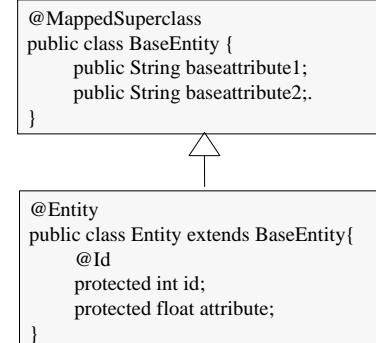 @MappedSuperclass
public class BaseEntity {
public String baseattribute1;
public String baseattribute2;.
}
@Entity
public class Entity extends BaseEntity{
@Id
protected int id;
protected float attribute;
}